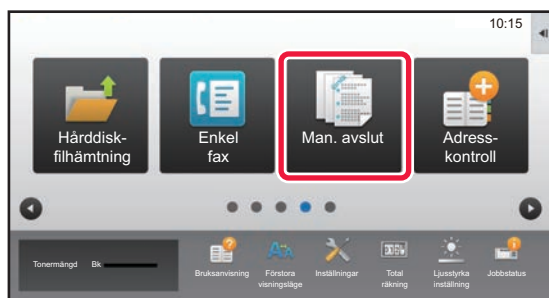 10:15
Hårddisk-
filhämtning
Enkel
fax
Man. avslut
Adress-
kontroll
Tonermängd
Bk
Bruksanvisning
Förstora
visningsläge
Inställningar
Total
räkning
Ljusstyrka
inställning
Jobbstatus